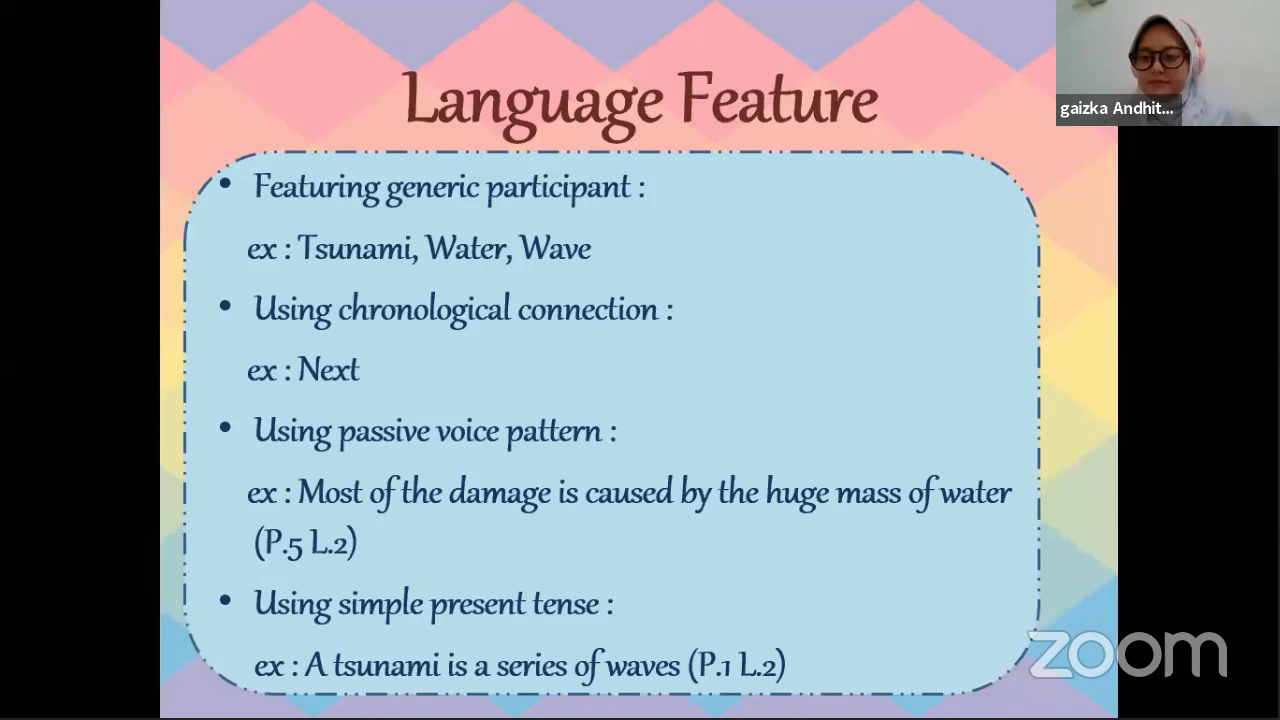 Language Feature
gaizka Andhit...
• Featuring generic participant :
ex : Tsunami, Water, Wave
• Using chronological connection :
ex : Next
• Using passive voice pattern :
ex : Most of the damage is caused by the huge mass of water
(P.5 L.2)
• Using simple present tense :
ex : A tsunami is a series of waves (P.1 L.2)
zoom